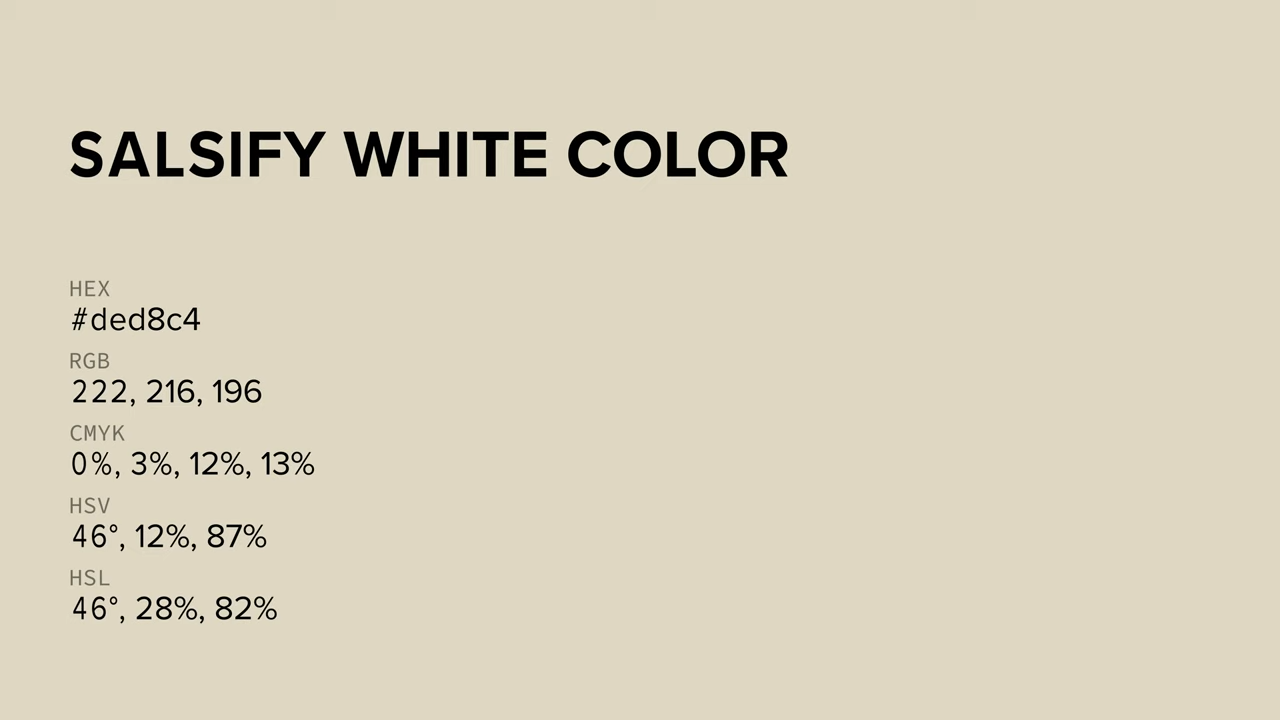 SALSIFY WHITE COLOR
HEX
#ded8c4
RGB
222, 216, 196
CMYK
0%, 3%, 12%, 13%
HSV
46°, 12%, 87%
HSL
46°, 28%, 82%